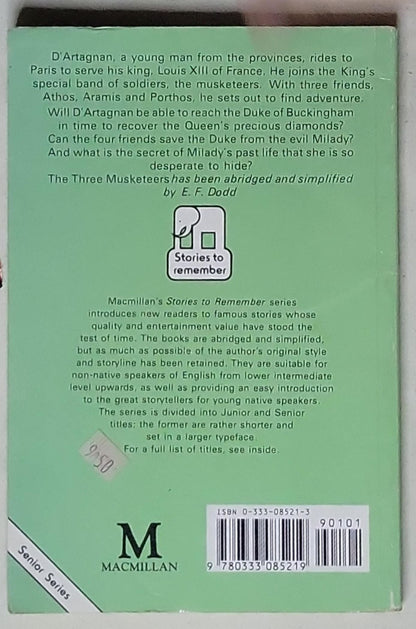 D'Artagnan, a young man from the provinces, rides to
Paris to serve his king, Louis XIII of France. He joins the King's
special band of soldiers, the musketeers. With three friends,
Athos, Aramis and Porthos, he sets out to find adventure.
Will D'Artagnan be able to reach the Duke of Buckingham
in time to recover the Queen's precious diamonds?
Can the four friends save the Duke from the evil Milady?
And what is the secret of Milady's past life that she is so
desperate to hide?
The Three Musketeers has been abridged and simplified
by E. F. Dodd
Stories to
remember
Macmillan's Stories to Remember series
introduces new readers to famous stories whose
quality and entertainment value have stood the
test of time. The books are abridged and simplified,
but as much as possible of the author's original style
and storyline has been retained. They are suitable for
non-native speakers of English from lower intermediate
level upwards, as well as providing an easy introduction
to the great storytellers for young native speakers.
The series is divided into Junior and Senior
titles; the former are rather shorter and
set in a larger typeface.
For a full list of titles, see inside.
ISBN 0-333-08521-3
90101
9 780333 085219
M
MACMILLAN
Senior Series